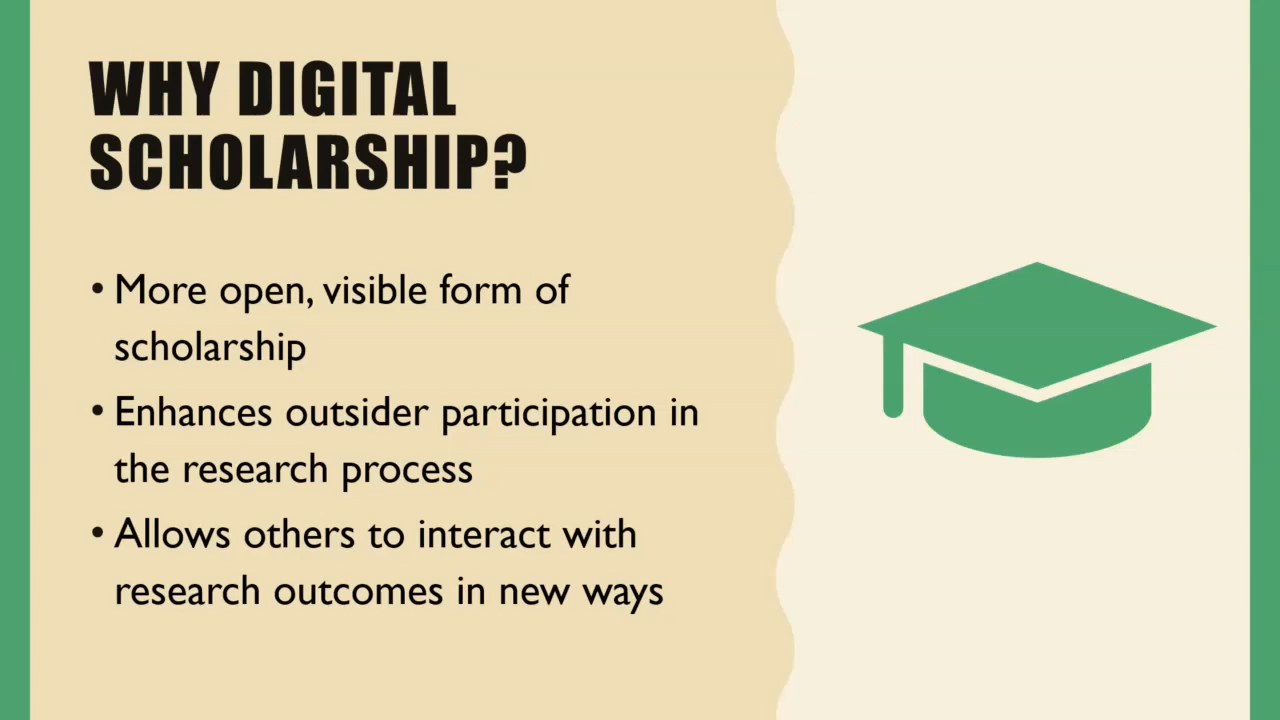 WHY DIGITAL
SCHOLARSHIP?
• More open, visible form of
scholarship
• Enhances outsider participation in
the research process
• Allows others to interact with
research outcomes in new ways